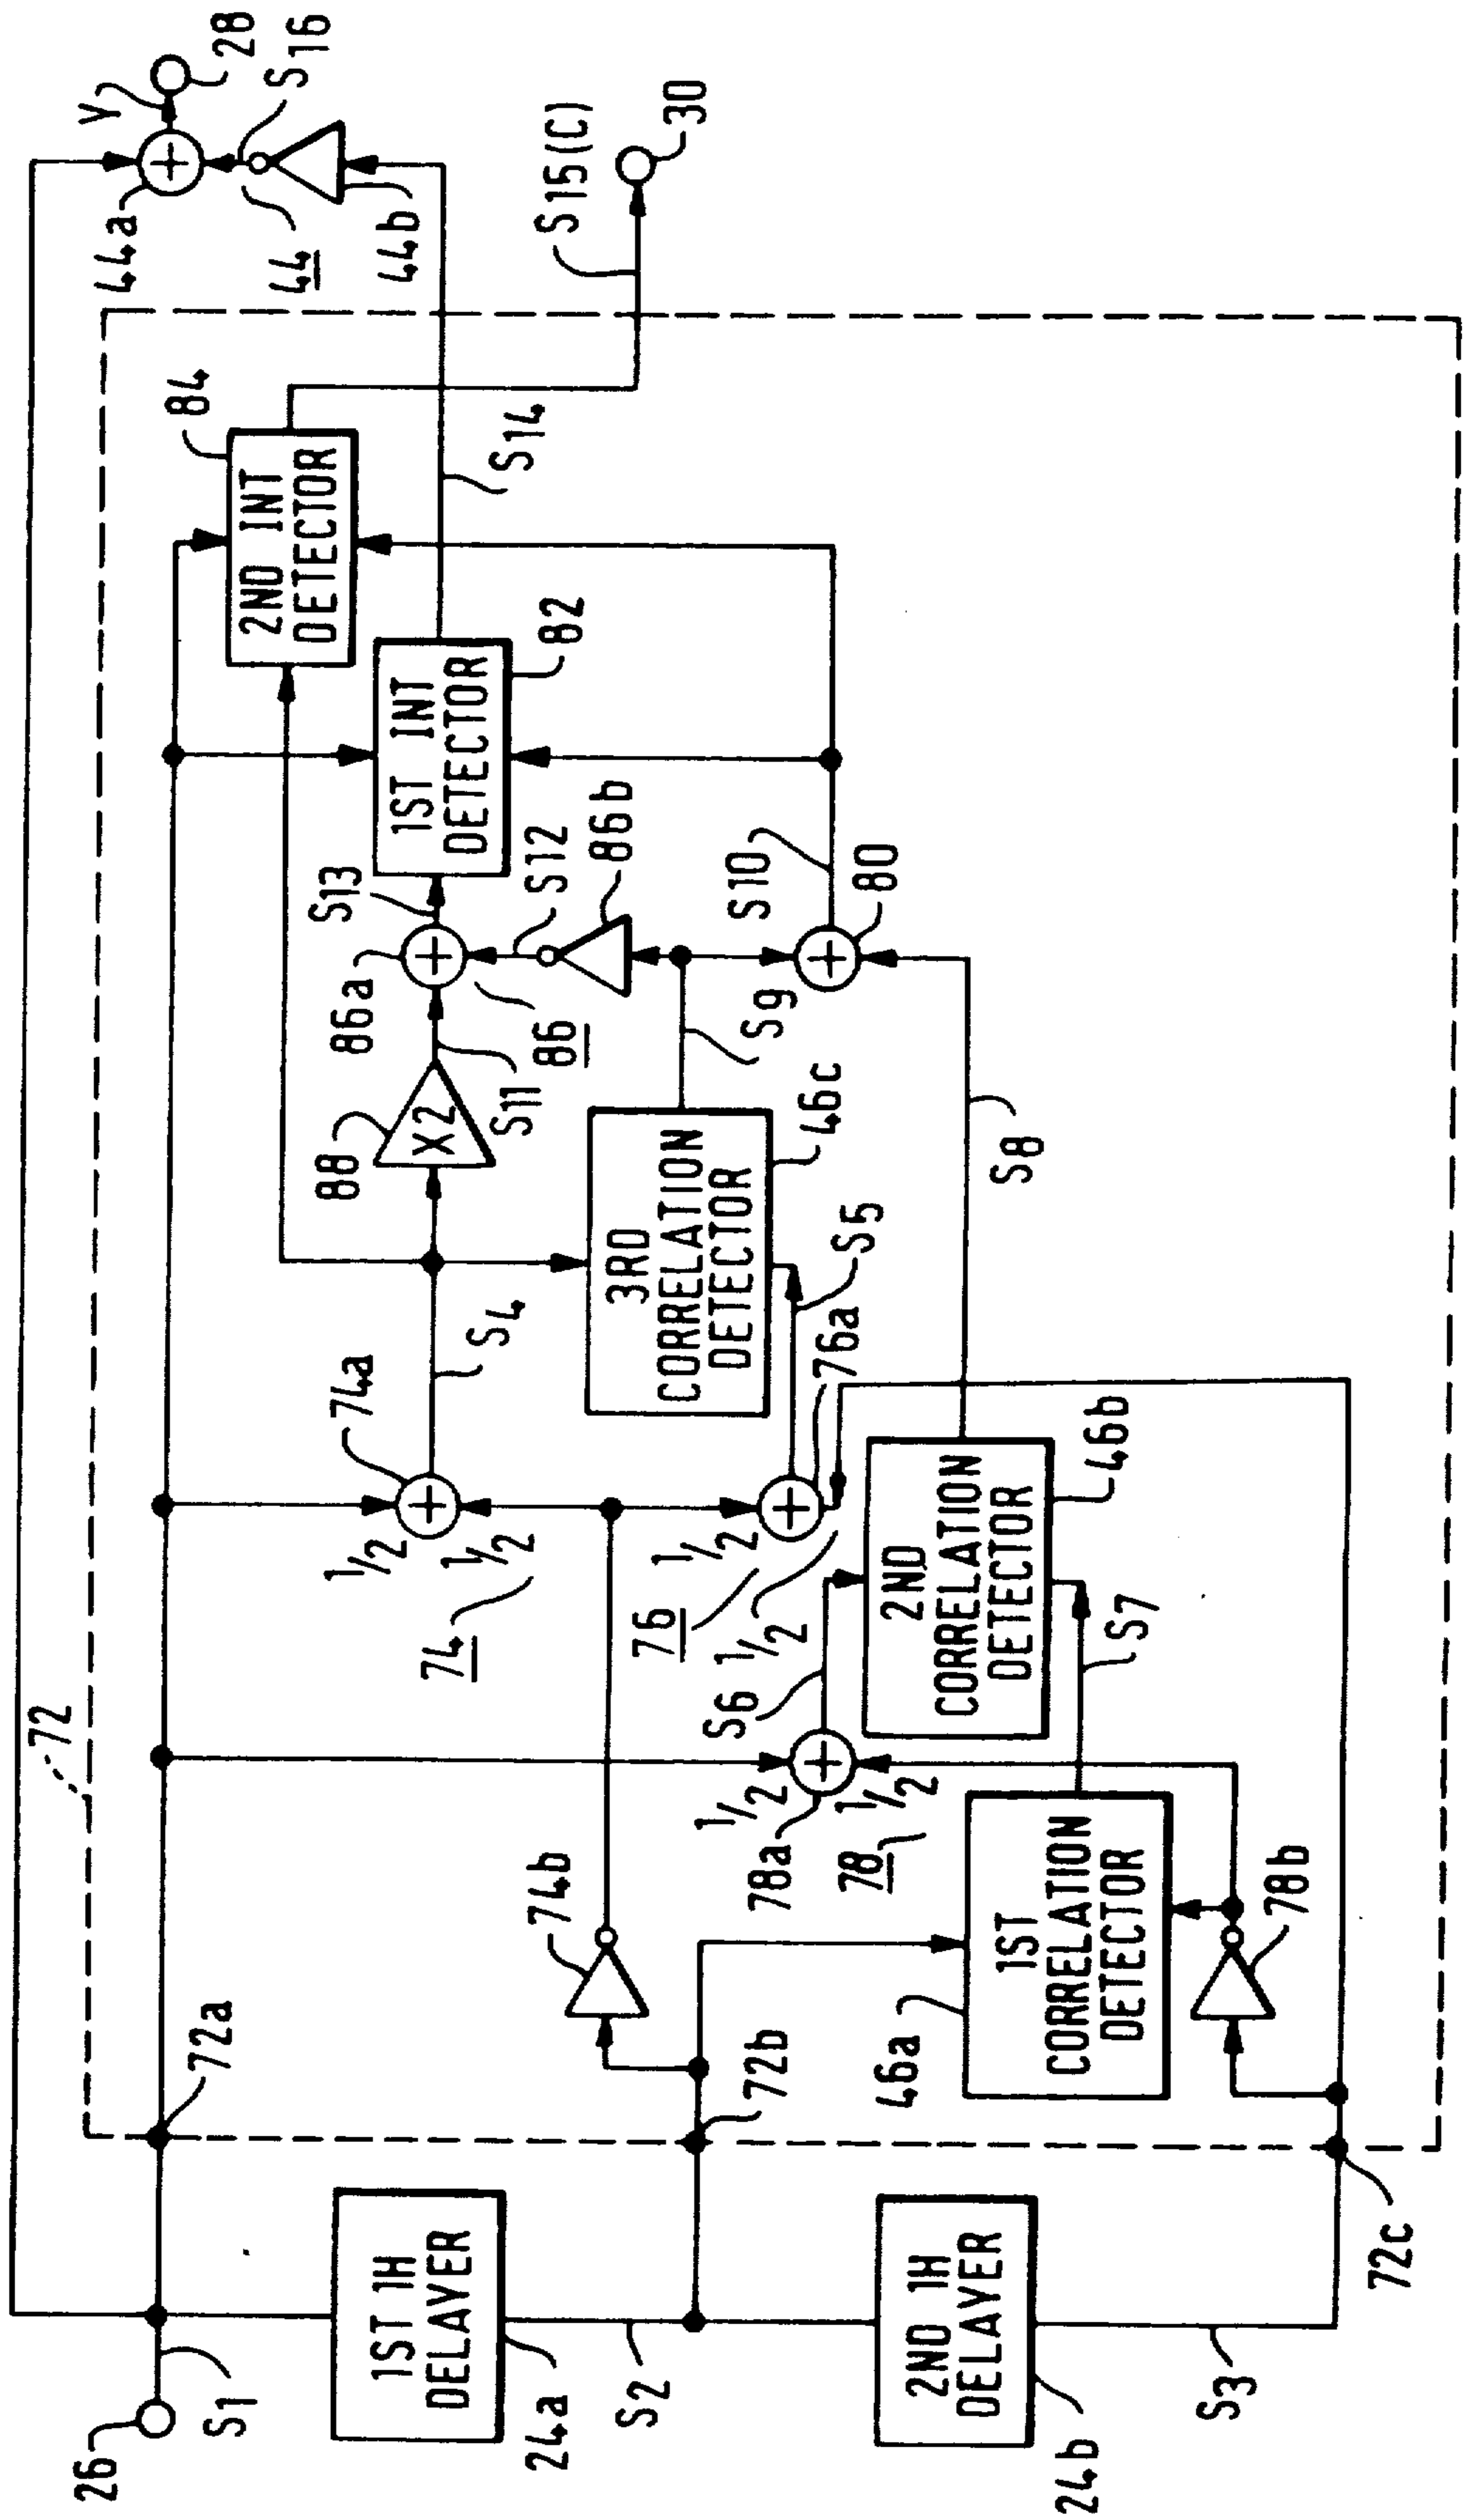 26
S1
1ST 1H
DELAYER
24a
S2
2ND 1H
DELAYER
24b
S3
72
72a
72b
72c
74b
46a
1ST
CORRELATION
DETECTOR
78b
78a
78
1/2
1/2
S6
S7
74
74a
1/2
1/2
76
76a
1/2
1/2
2ND
CORRELATION
DETECTOR
46b
S4
S5
3RD
CORRELATION
DETECTOR
46c
S8
88
X2
S11
86a
86
86b
S12
S13
S9
S10
80
1ST INT
DETECTOR
82
2ND INT
DETECTOR
84
S14
44a
44
44b
S16
Y
28
S15(C)
30